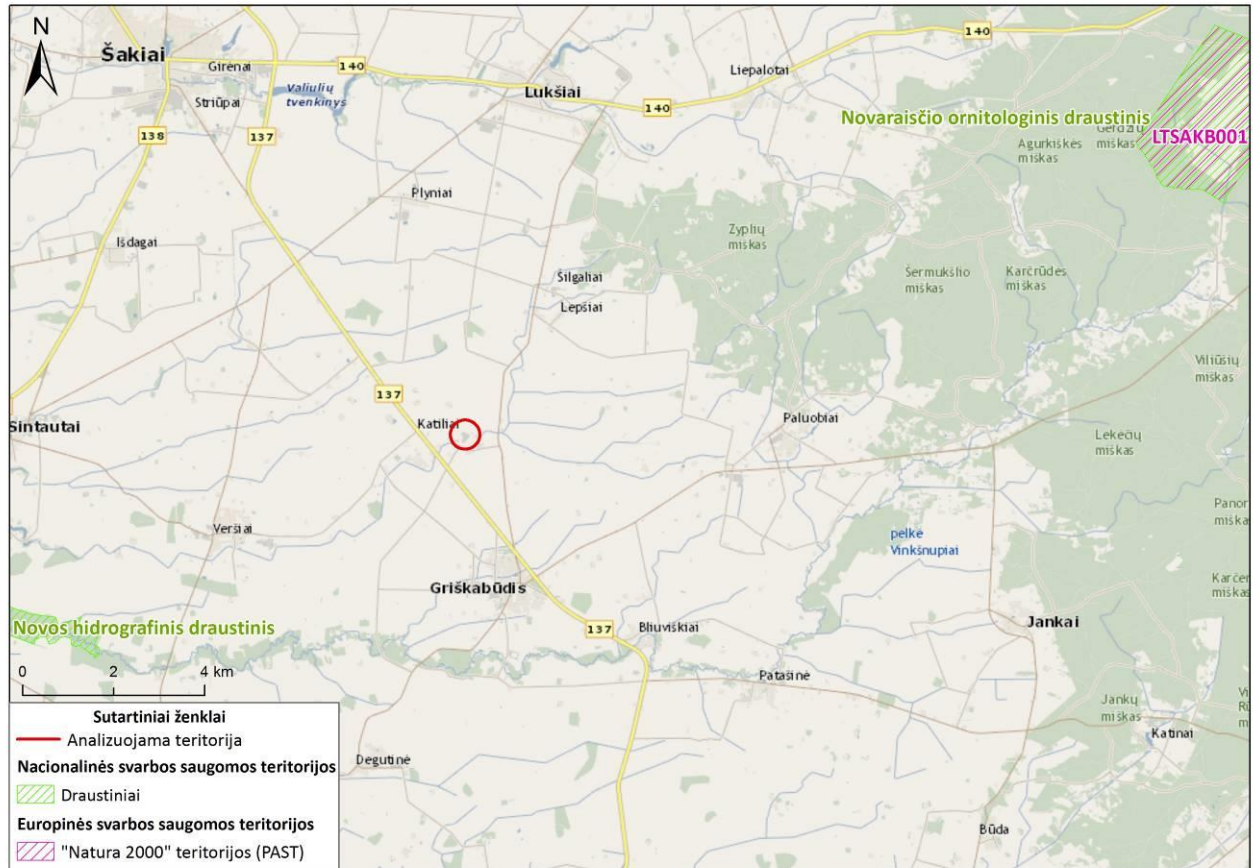 N
Šakiai
Girenai
140
140
Liepalotai
Striūpai
Valiulių
tvenkinys
Lukšiai
140
138
137
Novaraisčio ornitologinis draustinis
LTSAKB001
Agurkiškės
miškas
miškas
Plyniai
Išdagai
Zyplių
miškas
Šilgaliai
Lepšiai
Šermukšlio
miškas
Karčrūdes
miškas
Viliūšių
miškas
137
Katiliai
Sintautai
Paluobiai
Lekečių
miškas
Veršiai
pelkė
Vinkšnupiai
Griškabūdis
Novos hidrografinis draustinis
137
Bliuviškiai
Jankai
Patašinė
0 2 4 km
Jankų
miškas
Katinai
Degutinė
Būda
Sutartiniai ženklai
Analizuojama teritorija
Nacionalinės svarbos saugomos teritorijos
Draustiniai
Europinės svarbos saugomos teritorijos
"Natura 2000" teritorijos (PAST)